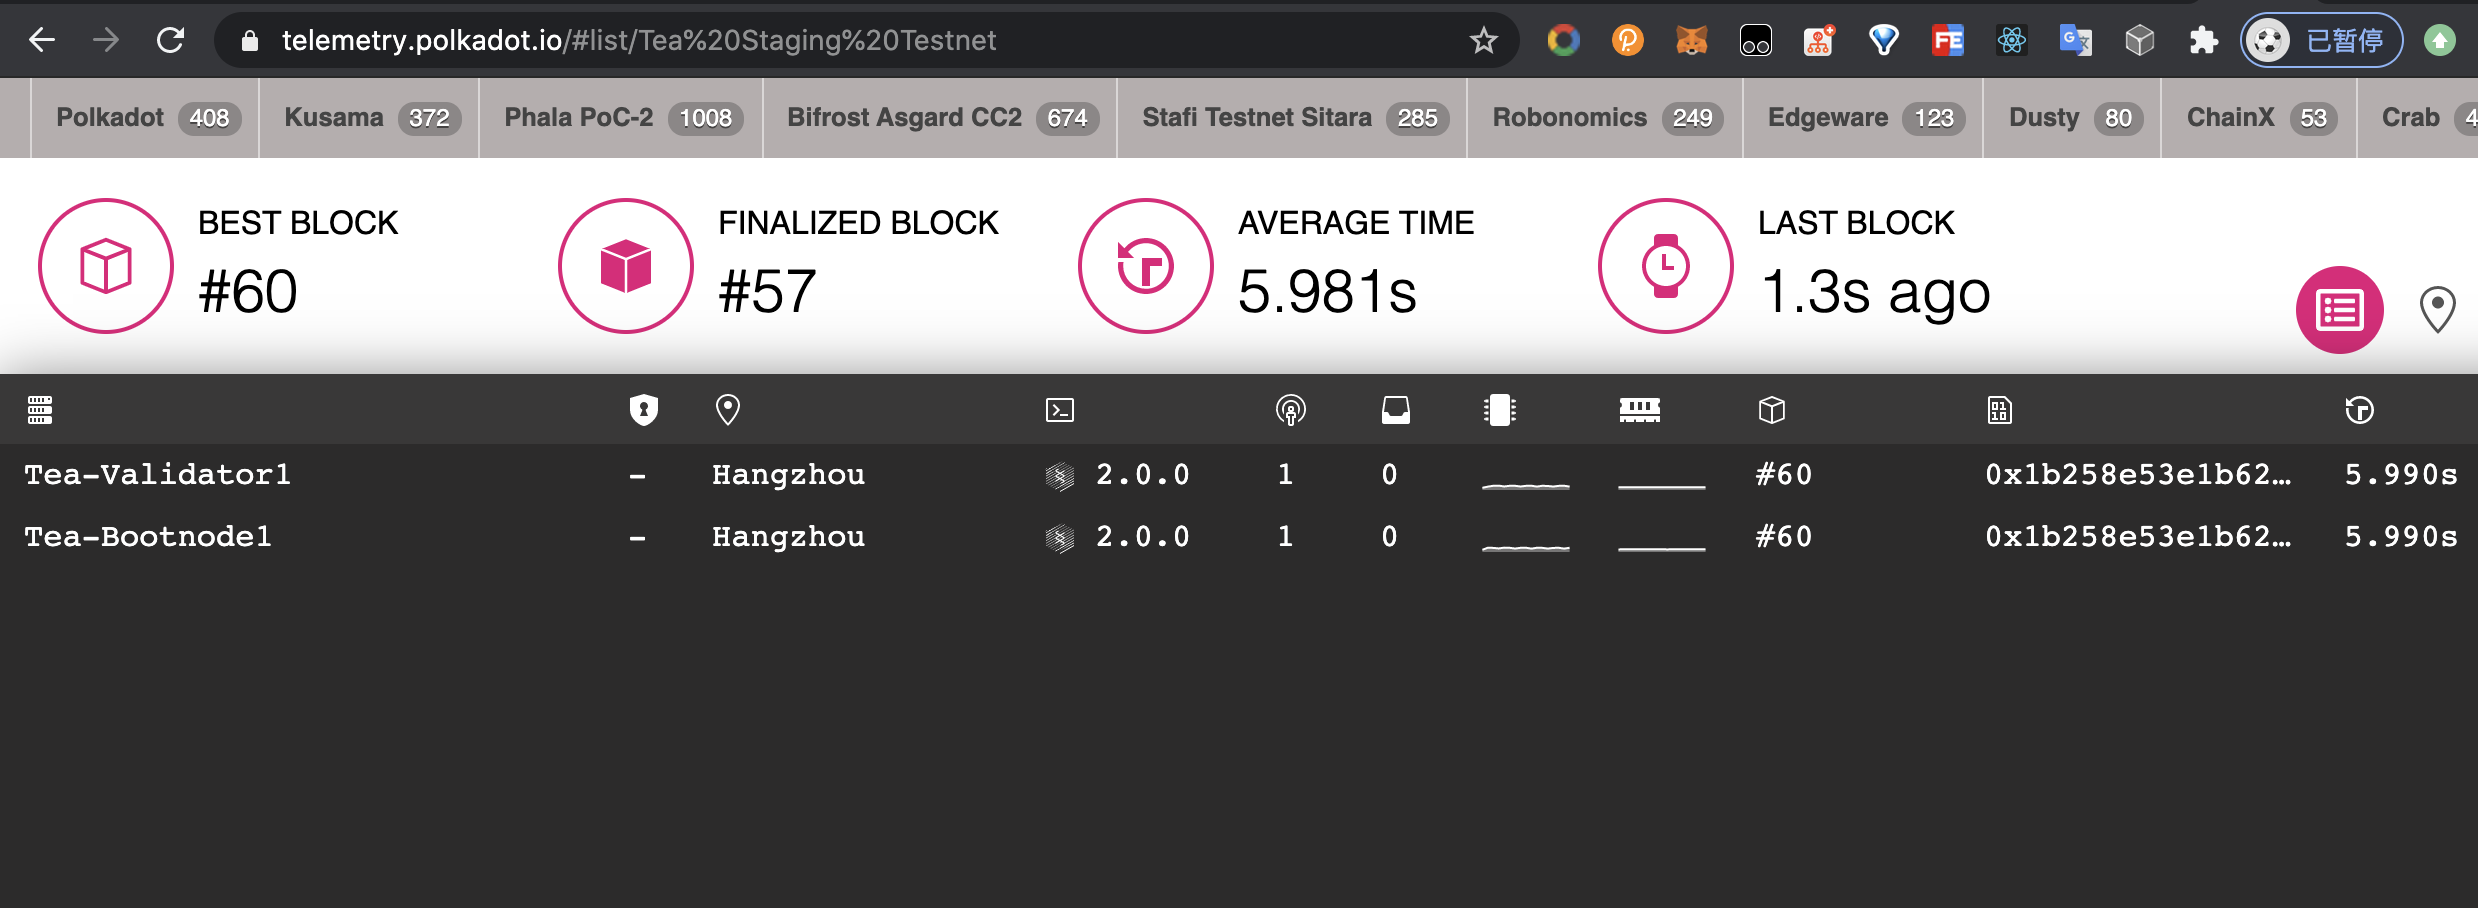 telemetry.polkadot.io/#list/Tea%20Staging%20Testnet 已暂停
Polkadot 408 Kusama 372 Phala PoC-2 1008 Bifrost Asgard CC2 674 Stafi Testnet Sitara 285 Robonomics 249 Edgeware 123 Dusty 80 ChainX 53 Crab 4
BEST BLOCK FINALIZED BLOCK AVERAGE TIME LAST BLOCK
#60 #57 5.981s 1.3s ago
Tea-Validator1 - Hangzhou 2.0.0 1 0 #60 0x1b258e53e1b62… 5.990s
Tea-Bootnode1 - Hangzhou 2.0.0 1 0 #60 0x1b258e53e1b62… 5.990s